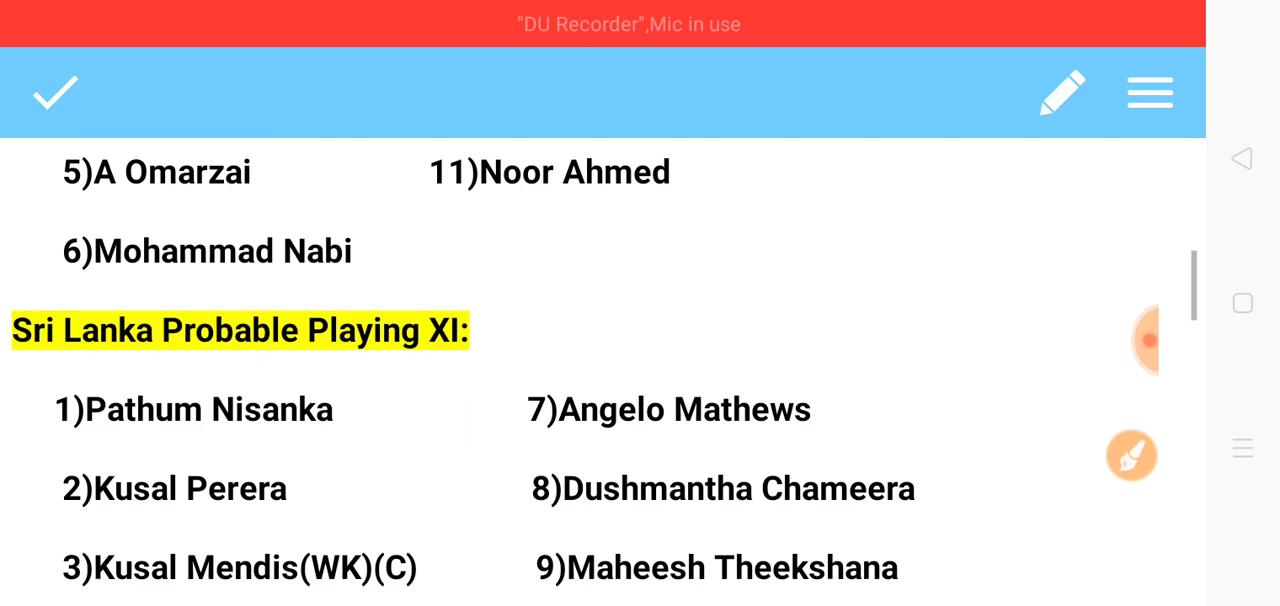 "DU Recorder",Mic in use
5)A Omarzai 11)Noor Ahmed
6)Mohammad Nabi
Sri Lanka Probable Playing XI:
1)Pathum Nisanka 7)Angelo Mathews
2)Kusal Perera 8)Dushmantha Chameera
3)Kusal Mendis(WK)(C) 9)Maheesh Theekshana